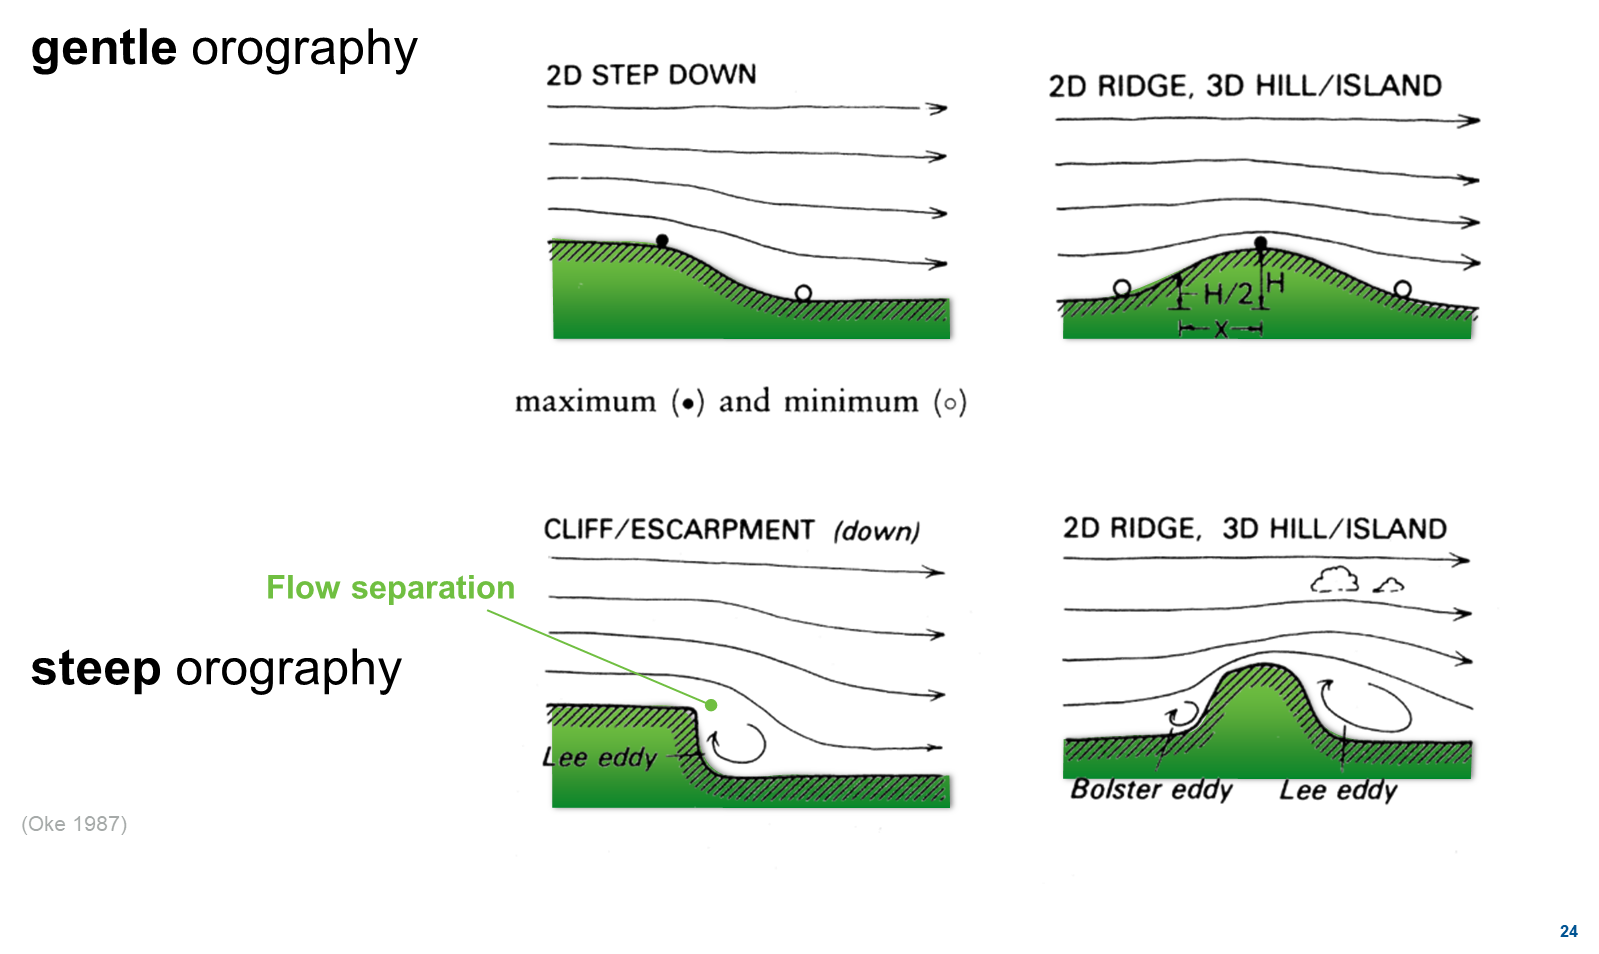 gentle orography
2D STEP DOWN
2D RIDGE, 3D HILL/ISLAND
H
H/2
X
maximum (●) and minimum (○)
CLIFF/ESCARPMENT (down)
2D RIDGE, 3D HILL/ISLAND
Flow separation
steep orography
Lee eddy
Bolster eddy
Lee eddy
(Oke 1987)
24